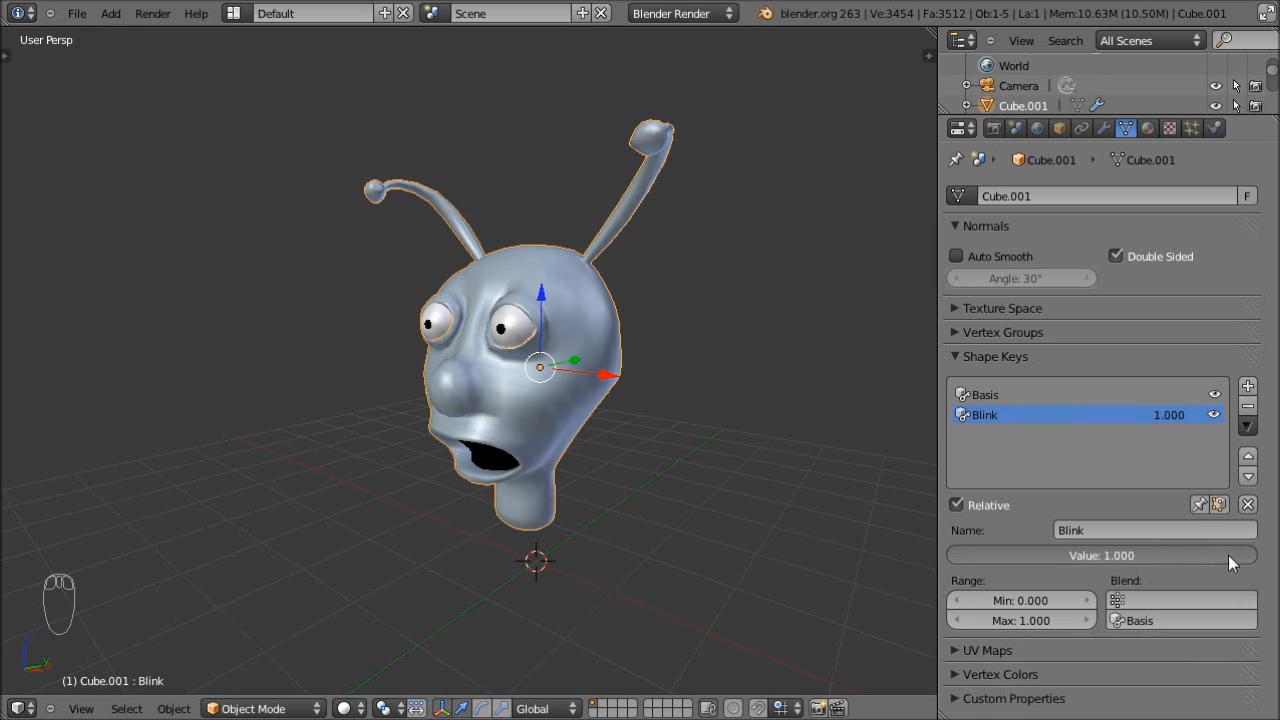 File Add Render Help Default Scene Blender Render blender.org 263 | Ve:3454 | Fa:3512 | Ob:1-5 | La:1 | Mem:10.63M (10.50M) | Cube.001
User Persp
View Search All Scenes
World
Camera
Cube.001
Cube.001 Cube.001
Cube.001 F
Normals
Auto Smooth Double Sided
Angle: 30°
Texture Space
Vertex Groups
Shape Keys
Basis
Blink 1.000
Relative
Name: Blink
Value: 1.000
Range: Blend:
Min: 0.000
Max: 1.000 Basis
UV Maps
Vertex Colors
Custom Properties
(1) Cube.001 : Blink
View Select Object Object Mode Global